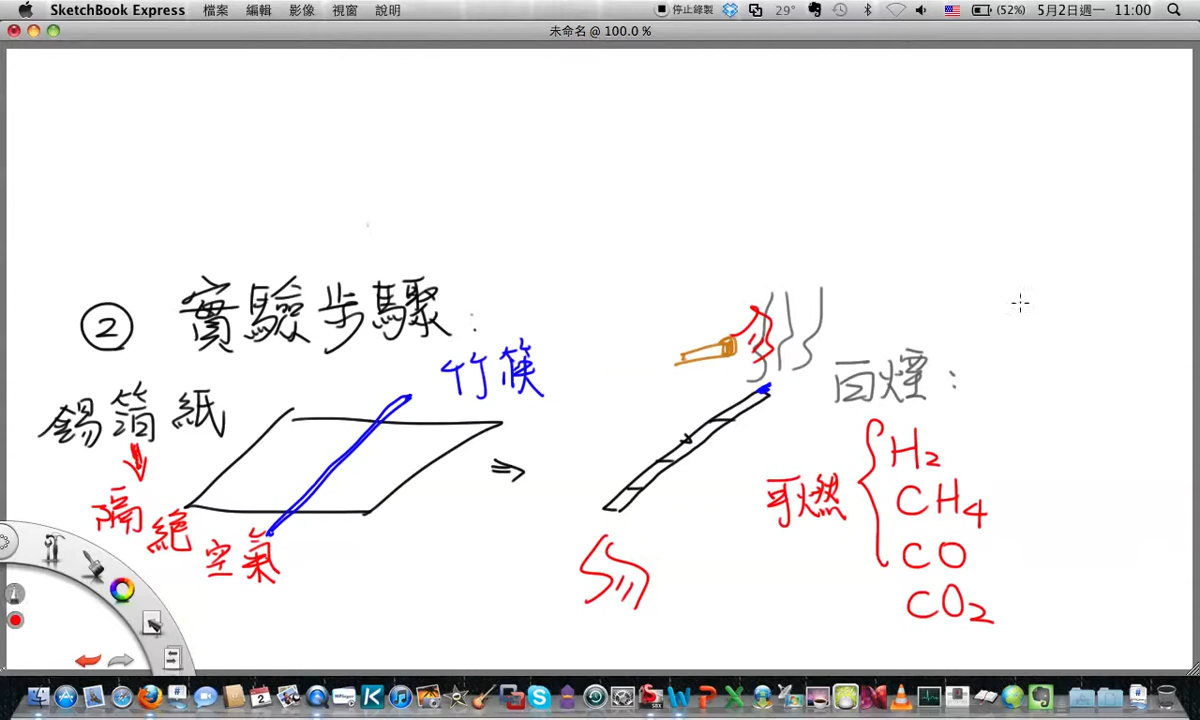 SketchBook Express 檔案 編輯 影像 視窗 說明 停止錄製 29° (52%) 5月2日週一 11:00
未命名 @ 100.0 %
② 實驗步驟:
竹筷
錫箔紙
隔絕空氣
⇒
白煙:
可燃
H2
CH4
CO
CO2